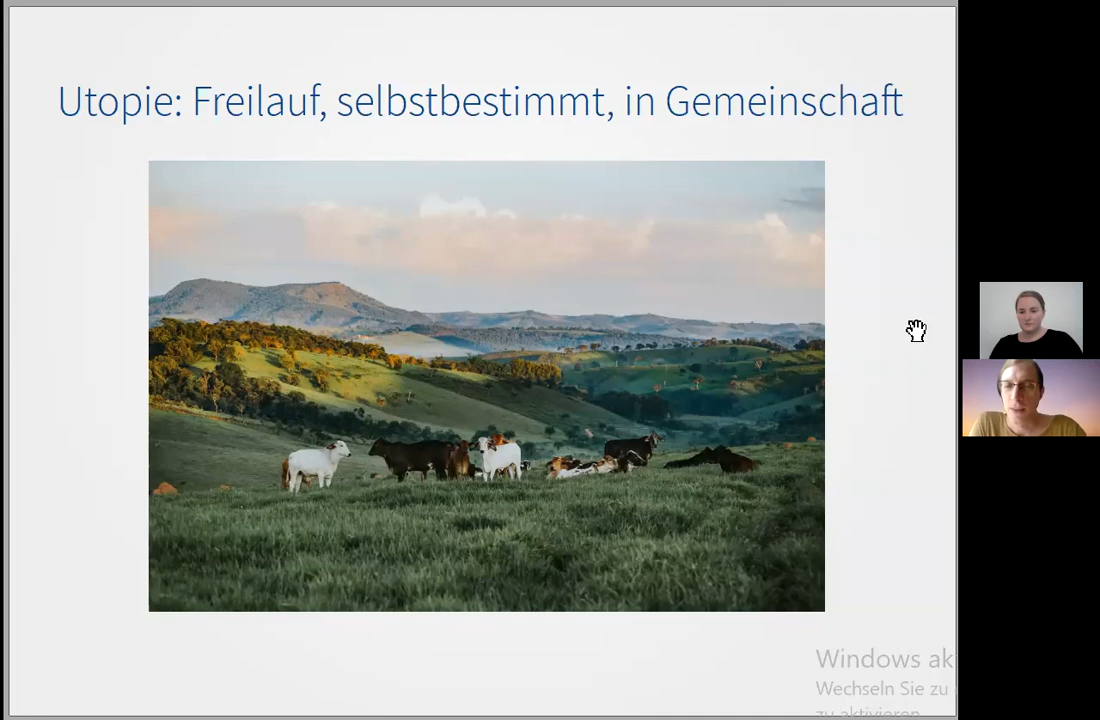 Utopie: Freilauf, selbstbestimmt, in Gemeinschaft
Windows ak
Wechseln Sie zu
zu aktivieren